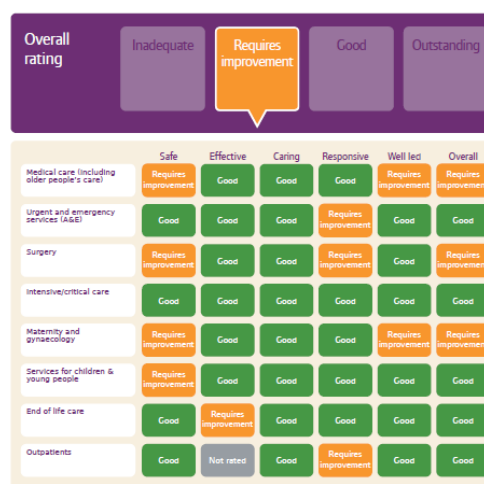 Overall
rating
Inadequate
Requires
improvement
Good
Outstanding
Safe Effective Caring Responsive Well led Overall
Medical care (including
older people's care)
Requires
improvement
Good
Good
Good
Requires
improvement
Requires
improvement
Urgent and emergency
services (A&E)
Good
Good
Good
Requires
improvement
Good
Good
Surgery
Requires
improvement
Good
Good
Requires
improvement
Good
Requires
improvement
Intensive/critical care
Good
Good
Good
Good
Good
Good
Maternity and
gynaecology
Requires
improvement
Good
Good
Good
Requires
improvement
Requires
improvement
Services for children &
young people
Requires
improvement
Good
Good
Good
Good
Good
End of life care
Good
Requires
improvement
Good
Good
Good
Good
Outpatients
Good
Not rated
Good
Requires
improvement
Good
Good